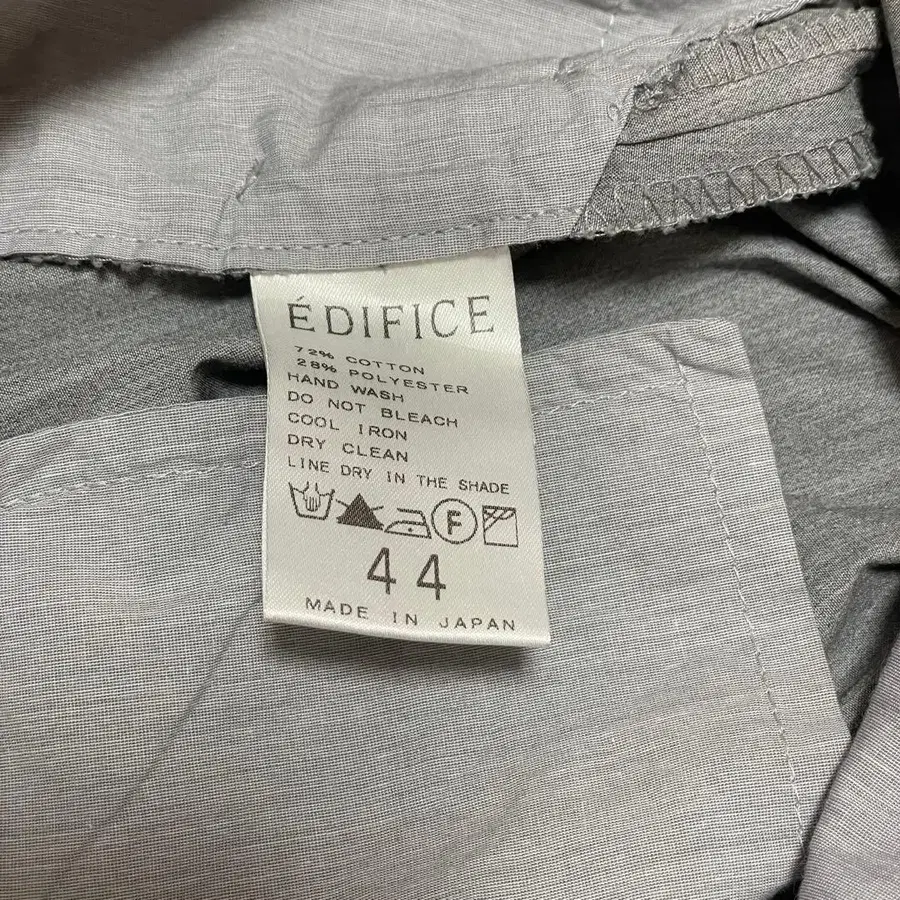 ÉDIFICE
72% COTTON
28% POLYESTER
HAND WASH
DO NOT BLEACH
COOL IRON
DRY CLEAN
LINE DRY IN THE SHADE
F
44
MADE IN JAPAN